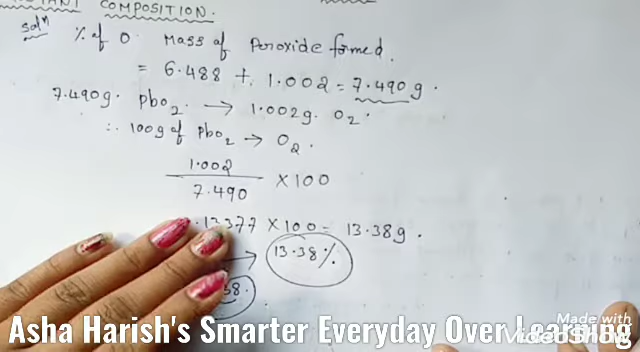 COMPOSITION.
Solⁿ % of O Mass of Peroxide formed.
= 6.488 + 1.002 = 7.490g.
7.490g. pbo₂ → 1.002g. O₂.
∴ 100g of pbo₂ → O₂.
1.002
7.490 × 100
.13377 × 100 = 13.38g.
→ 13.38%
Asha Harish's Smarter Everyday Over Learning
Made with
VideoShow